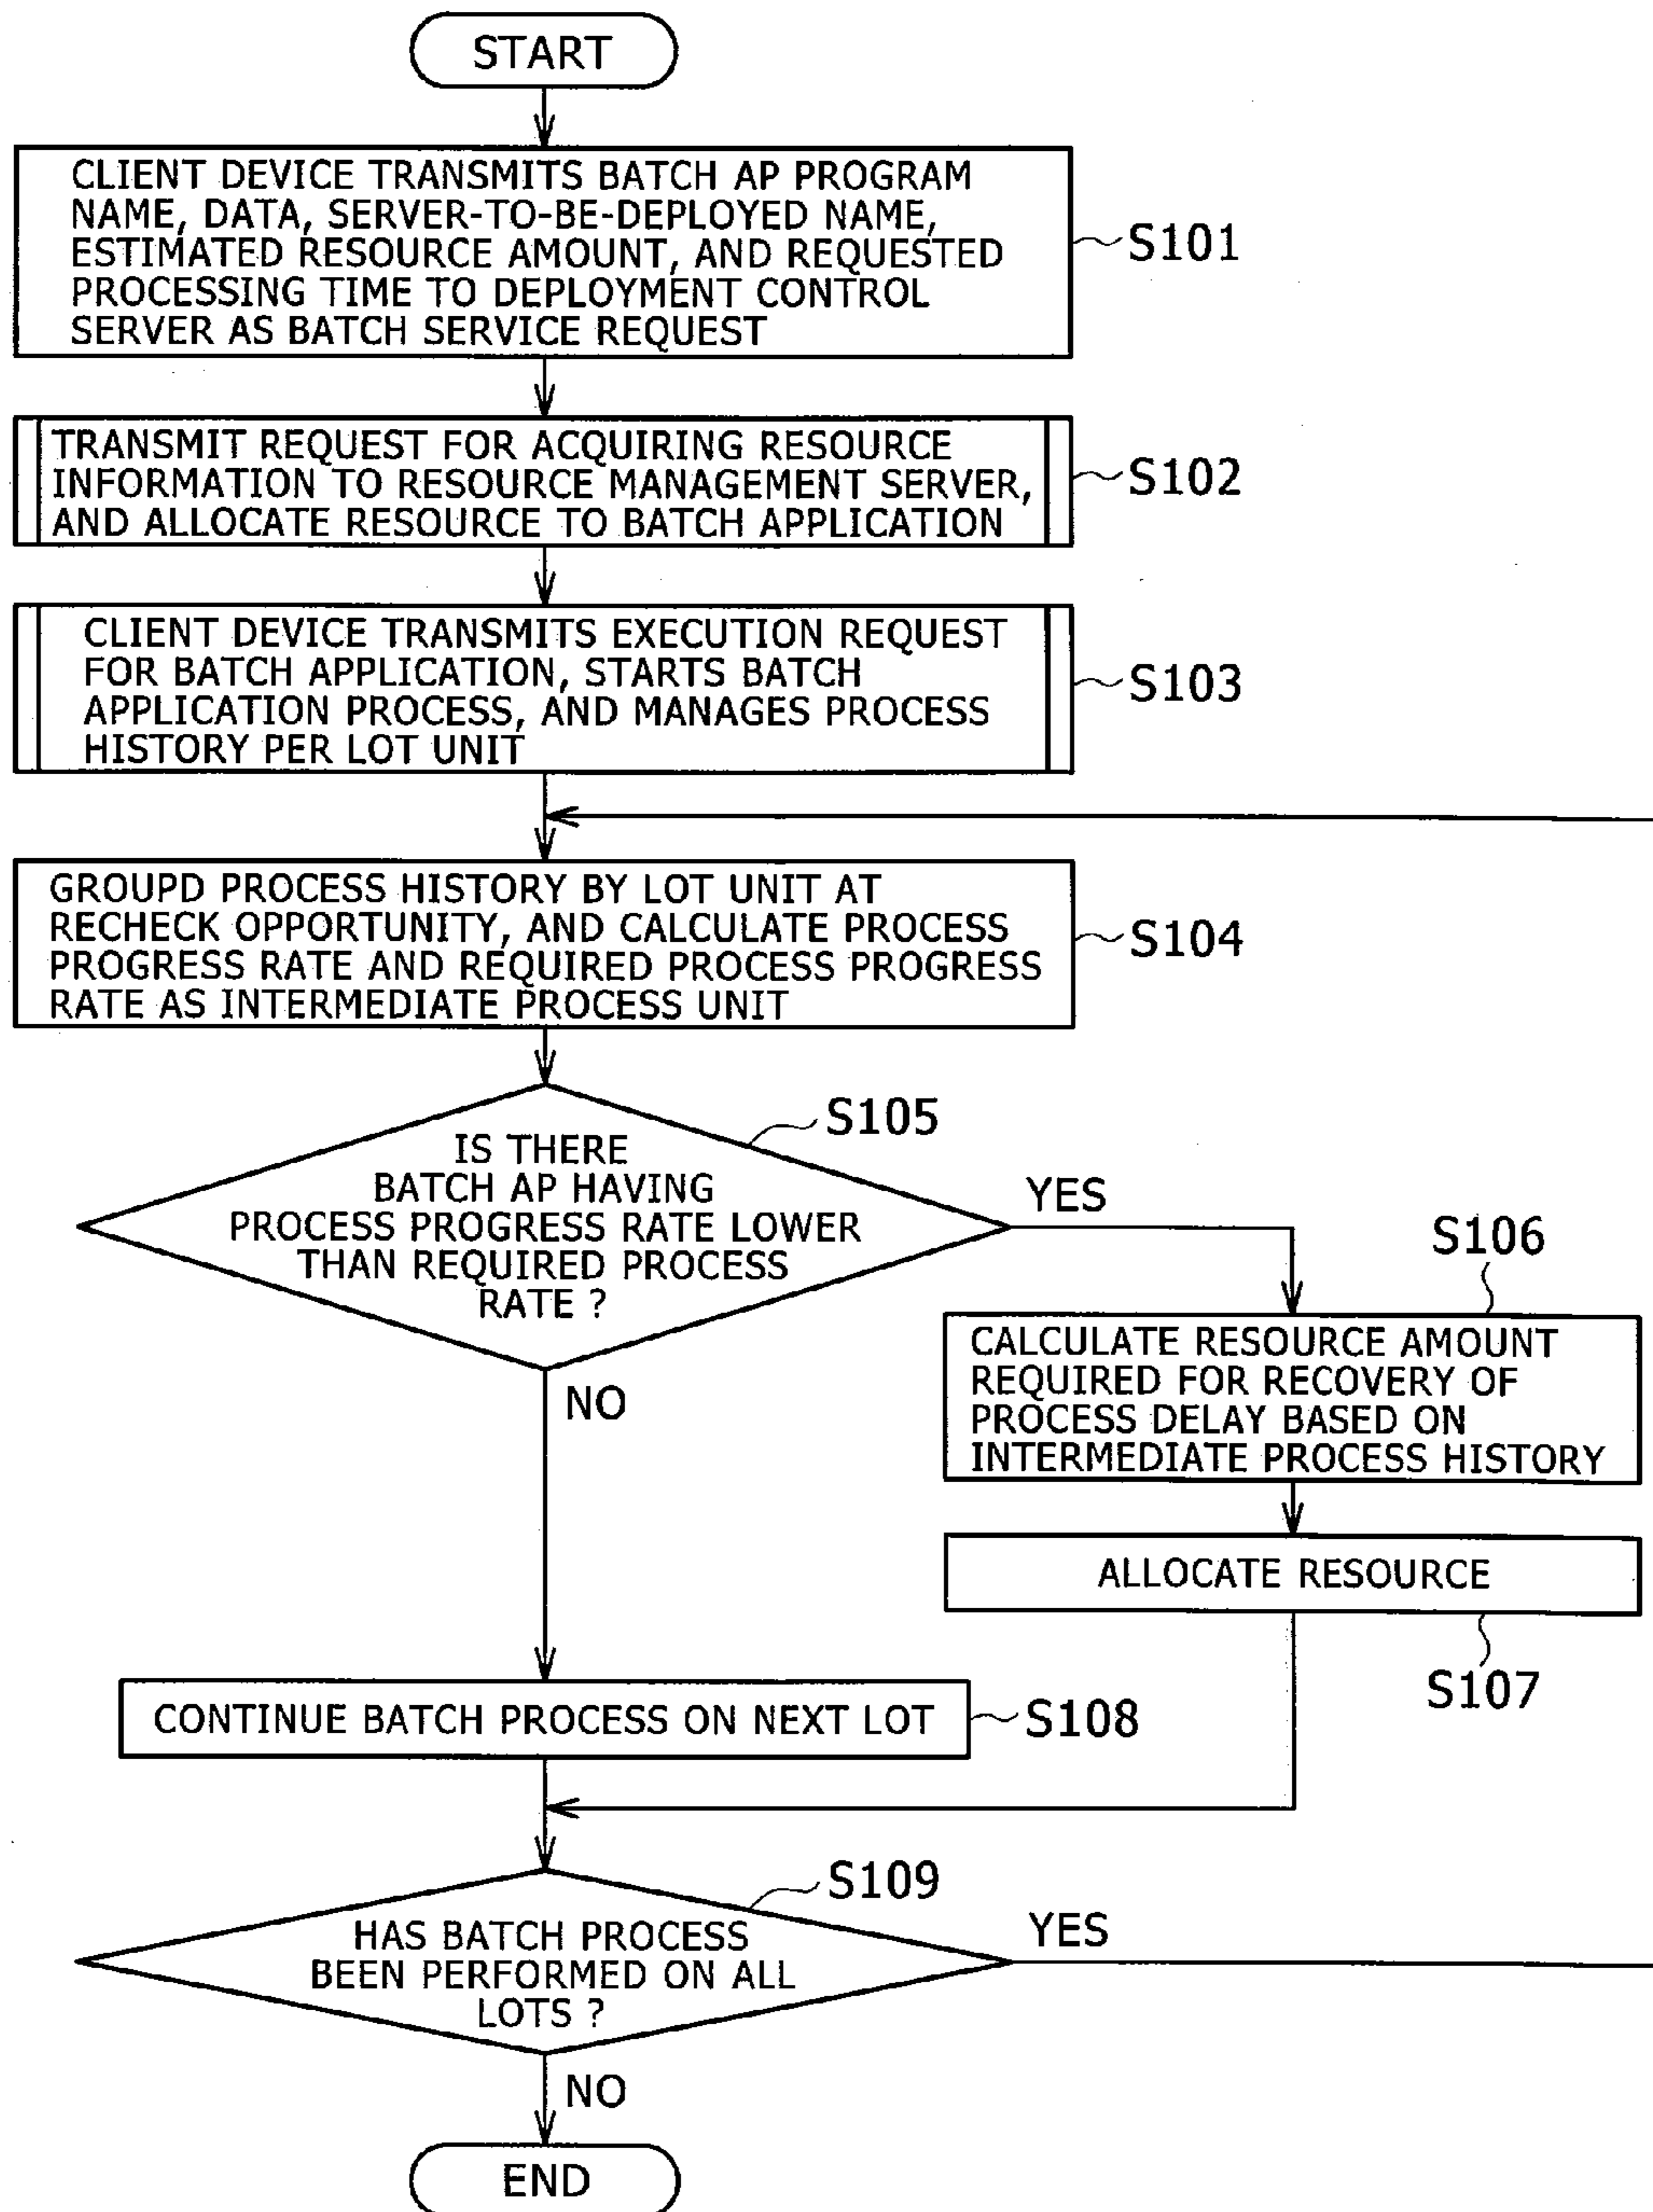 START
CLIENT DEVICE TRANSMITS BATCH AP PROGRAM
NAME, DATA, SERVER-TO-BE-DEPLOYED NAME,
ESTIMATED RESOURCE AMOUNT, AND REQUESTED
PROCESSING TIME TO DEPLOYMENT CONTROL
SERVER AS BATCH SERVICE REQUEST
S101
TRANSMIT REQUEST FOR ACQUIRING RESOURCE
INFORMATION TO RESOURCE MANAGEMENT SERVER,
AND ALLOCATE RESOURCE TO BATCH APPLICATION
S102
CLIENT DEVICE TRANSMITS EXECUTION REQUEST
FOR BATCH APPLICATION, STARTS BATCH
APPLICATION PROCESS, AND MANAGES PROCESS
HISTORY PER LOT UNIT
S103
GROUPD PROCESS HISTORY BY LOT UNIT AT
RECHECK OPPORTUNITY, AND CALCULATE PROCESS
PROGRESS RATE AND REQUIRED PROCESS PROGRESS
RATE AS INTERMEDIATE PROCESS UNIT
S104
S105
IS THERE
BATCH AP HAVING
PROCESS PROGRESS RATE LOWER
THAN REQUIRED PROCESS
RATE ?
YES
NO
S106
CALCULATE RESOURCE AMOUNT
REQUIRED FOR RECOVERY OF
PROCESS DELAY BASED ON
INTERMEDIATE PROCESS HISTORY
ALLOCATE RESOURCE
S107
CONTINUE BATCH PROCESS ON NEXT LOT
S108
S109
HAS BATCH PROCESS
BEEN PERFORMED ON ALL
LOTS ?
YES
NO
END